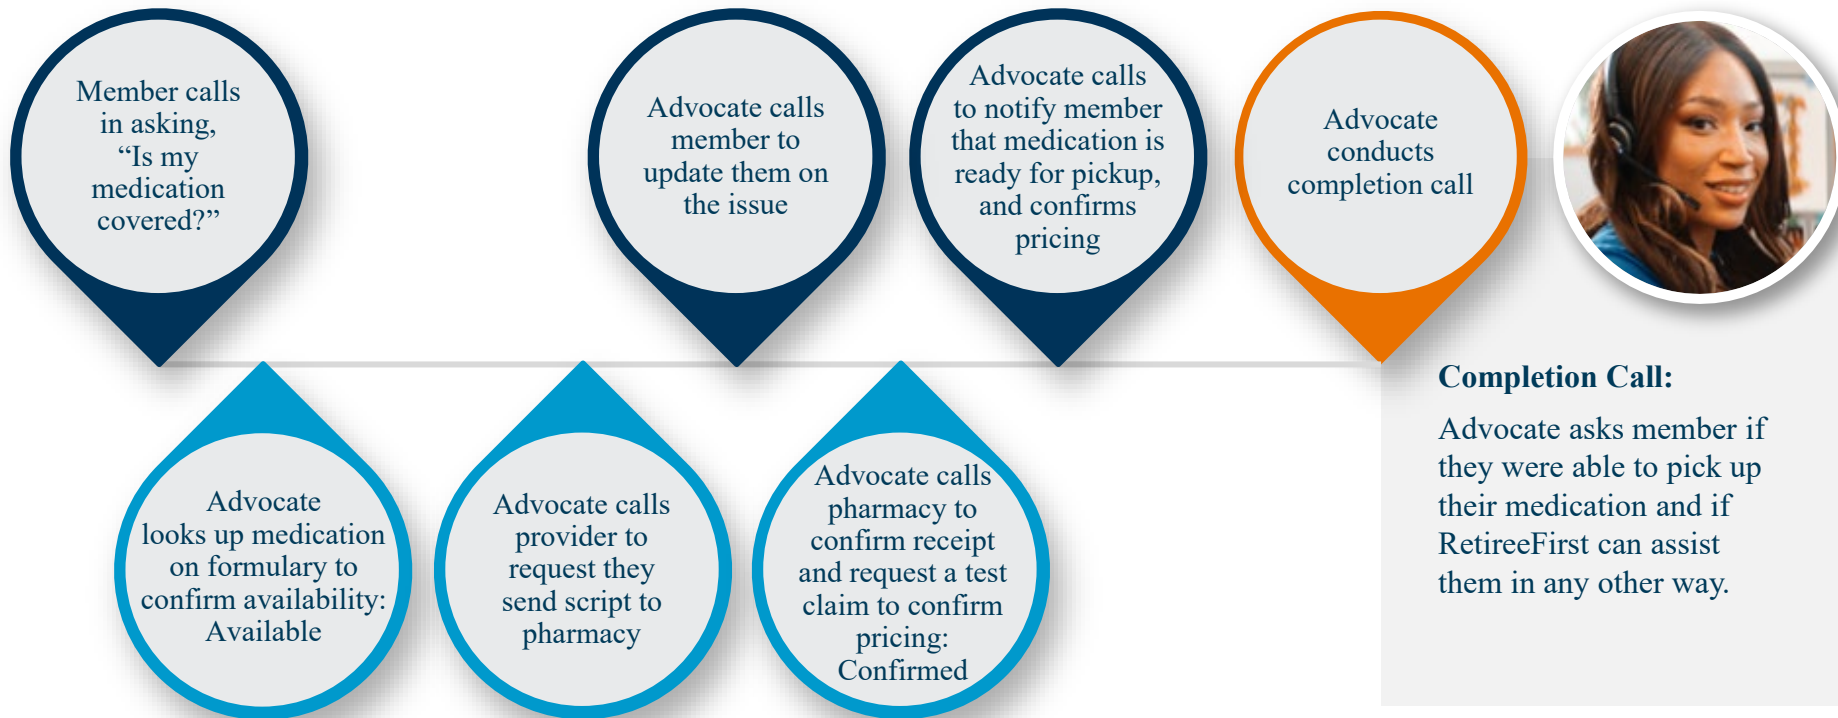 Member calls
in asking,
“Is my
medication
covered?”
Advocate
looks up medication
on formulary to
confirm availability:
Available
Advocate calls
provider to
request they
send script to
pharmacy
Advocate calls
member to
update them on
the issue
Advocate calls
pharmacy to
confirm receipt
and request a test
claim to confirm
pricing:
Confirmed
Advocate calls
to notify member
that medication is
ready for pickup,
and confirms
pricing
Advocate
conducts
completion call
Completion Call:
Advocate asks member if
they were able to pick up
their medication and if
RetireeFirst can assist
them in any other way.